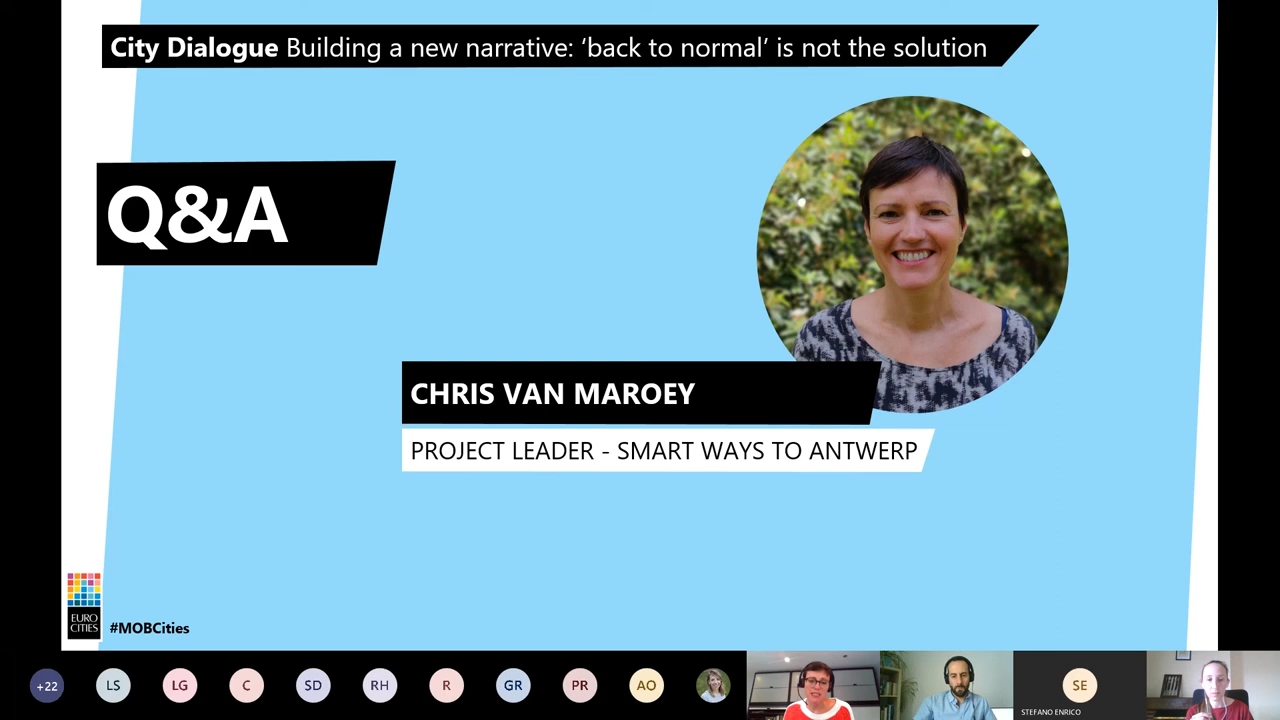 City Dialogue Building a new narrative: ‘back to normal’ is not the solution
Q&A
CHRIS VAN MAROEY
PROJECT LEADER - SMART WAYS TO ANTWERP
EURO
CITIES
#MOBCities
+22
LS
LG
C
SD
RH
R
GR
PR
AO
SE
STEFANO ENRICO